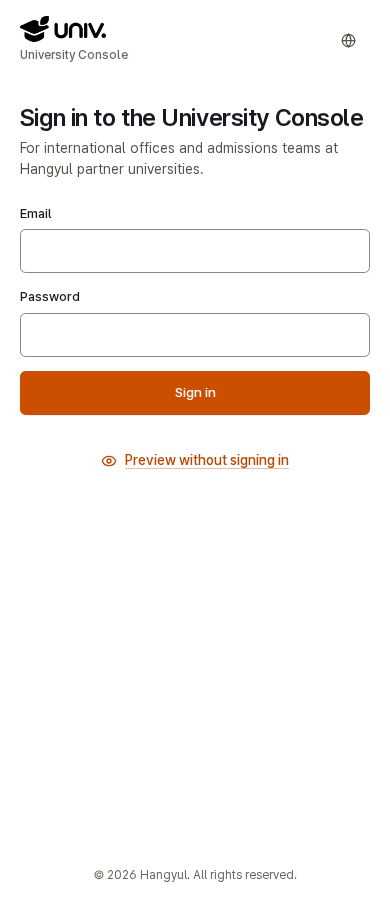 UNIV.
University Console
Sign in to the University Console
For international offices and admissions teams at
Hangyul partner universities.
Email
Password
Sign in
Preview without signing in
© 2026 Hangyul. All rights reserved.